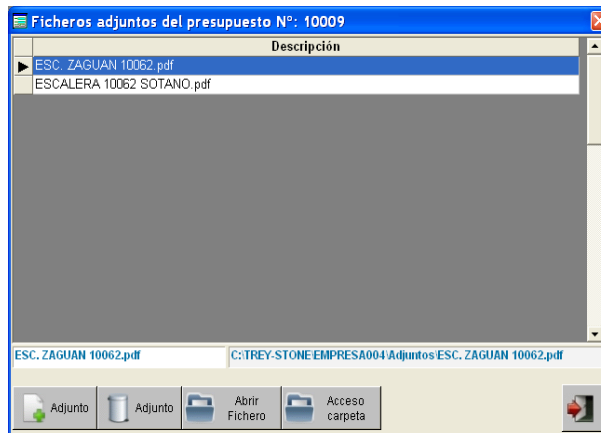 Ficheros adjuntos del presupuesto Nº: 10009
Descripción
ESC. ZAGUAN 10062.pdf
ESCALERA 10062 SOTANO.pdf
ESC. ZAGUAN 10062.pdf C:\TREY-STONE\EMPRESA004\Adjuntos\ESC. ZAGUAN 10062.pdf
Adjunto Adjunto Abrir Fichero Acceso carpeta